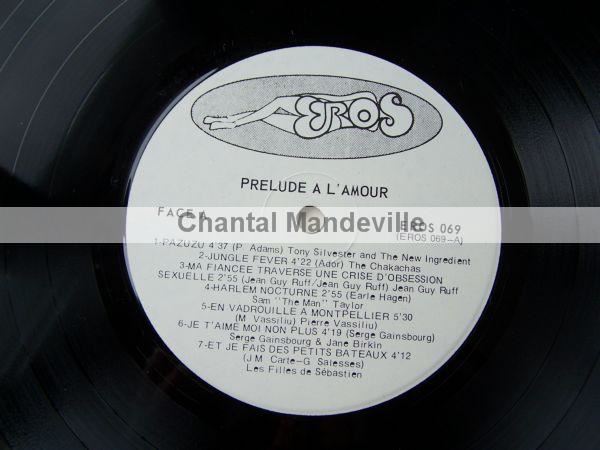 EROS
PRELUDE A L'AMOUR
FACE A
Chantal Mandeville
EROS 069
(EROS 069-A)
1-PAZUZU 4'37 (P. Adams) Tony Silvester and The New Ingredient
2-JUNGLE FEVER 4'22 (Ador) The Chakachas
3-MA FIANCEE TRAVERSE UNE CRISE D'OBSESSION
SEXUELLE 2'55 (Jean Guy Ruff/Jean Guy Ruff) Jean Guy Ruff
4-HARLEM NOCTURNE 2'55 (Earle Hagen)
Sam "The Man" Taylor
5-EN VADROUILLE A MONTPELLIER 5'30
(M Vassiliu) Pierre Vassiliu)
6-JE T'AIME MOI NON PLUS 4'19 (Serge Gainsbourg)
Serge Gainsbourg & Jane Birkin
7-ET JE FAIS DES PETITS BATEAUX 4'12
(J M Carte-G Salesses)
Les Filles de Sébastien